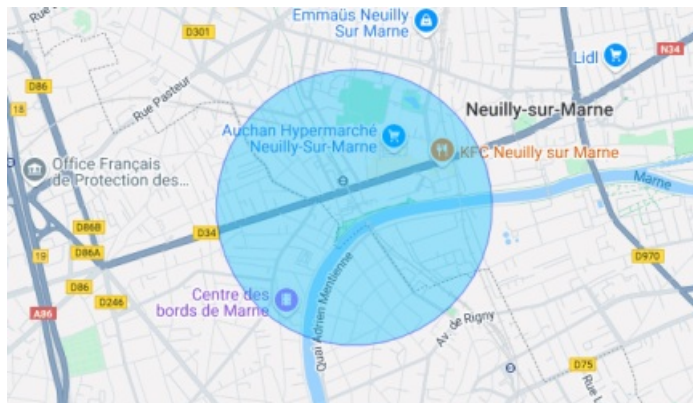 Rue
Emmaüs Neuilly
Sur Marne
D301
N34
Lidl
D86
18
Rue Pasteur
Neuilly-sur-Marne
Auchan Hypermarché
Neuilly-Sur-Marne
KFC Neuilly sur Marne
Office Français
de Protection des...
Marne
D86B
D34
19
D86A
D970
D86
D246
Centre des
bords de Marne
Quai Adrien Mentienne
A86
Av. de Rigny
D75
Rue L